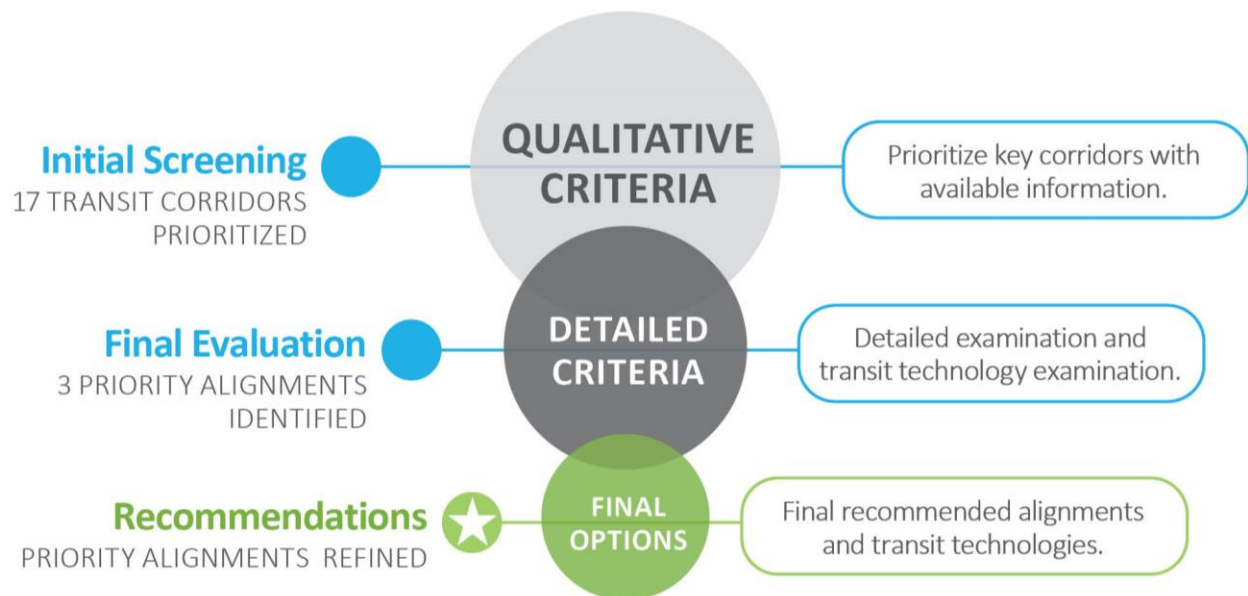 Initial Screening
17 TRANSIT CORRIDORS
PRIORITIZED
QUALITATIVE
CRITERIA
Prioritize key corridors with
available information.
Final Evaluation
3 PRIORITY ALIGNMENTS
IDENTIFIED
DETAILED
CRITERIA
Detailed examination and
transit technology examination.
Recommendations
PRIORITY ALIGNMENTS REFINED
FINAL
OPTIONS
Final recommended alignments
and transit technologies.